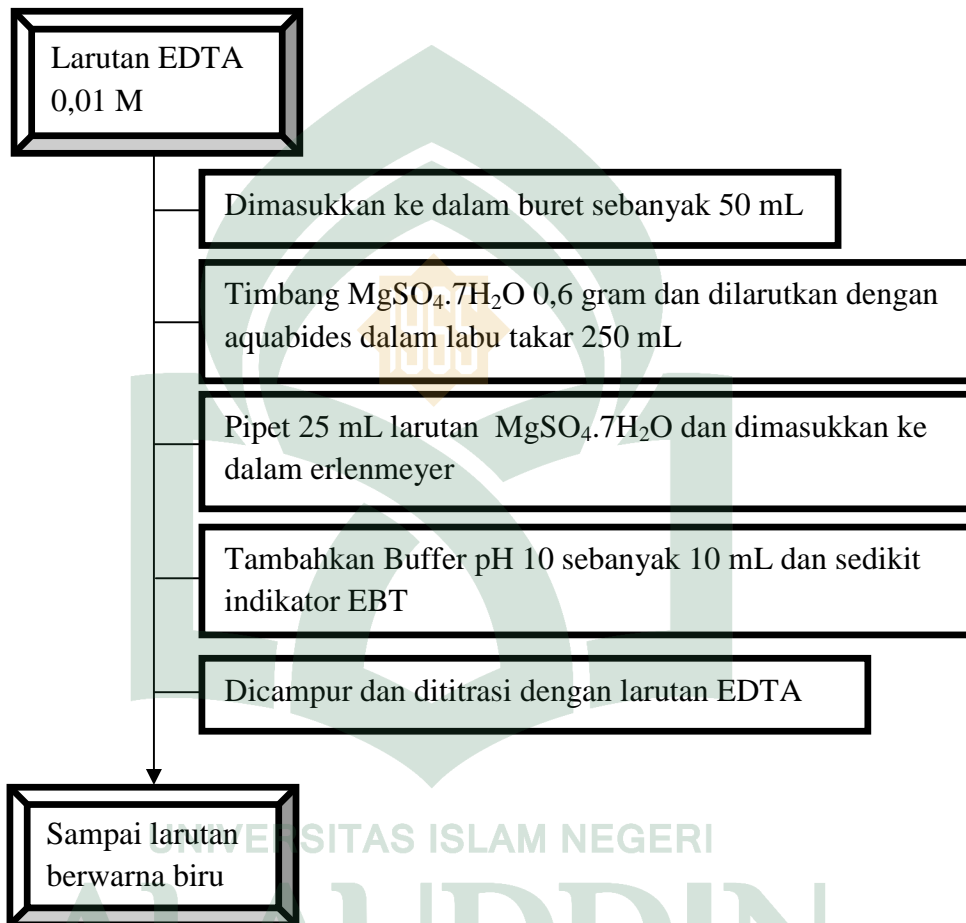 Larutan EDTA
0,01 M
Dimasukkan ke dalam buret sebanyak 50 mL
Timbang MgSO₄.7H₂O 0,6 gram dan dilarutkan dengan
aquabides dalam labu takar 250 mL
Pipet 25 mL larutan MgSO₄.7H₂O dan dimasukkan ke
dalam erlenmeyer
Tambahkan Buffer pH 10 sebanyak 10 mL dan sedikit
indikator EBT
Dicampur dan dititrasi dengan larutan EDTA
Sampai larutan
berwarna biru
UNIVERSITAS ISLAM NEGERI
ALAUDDIN